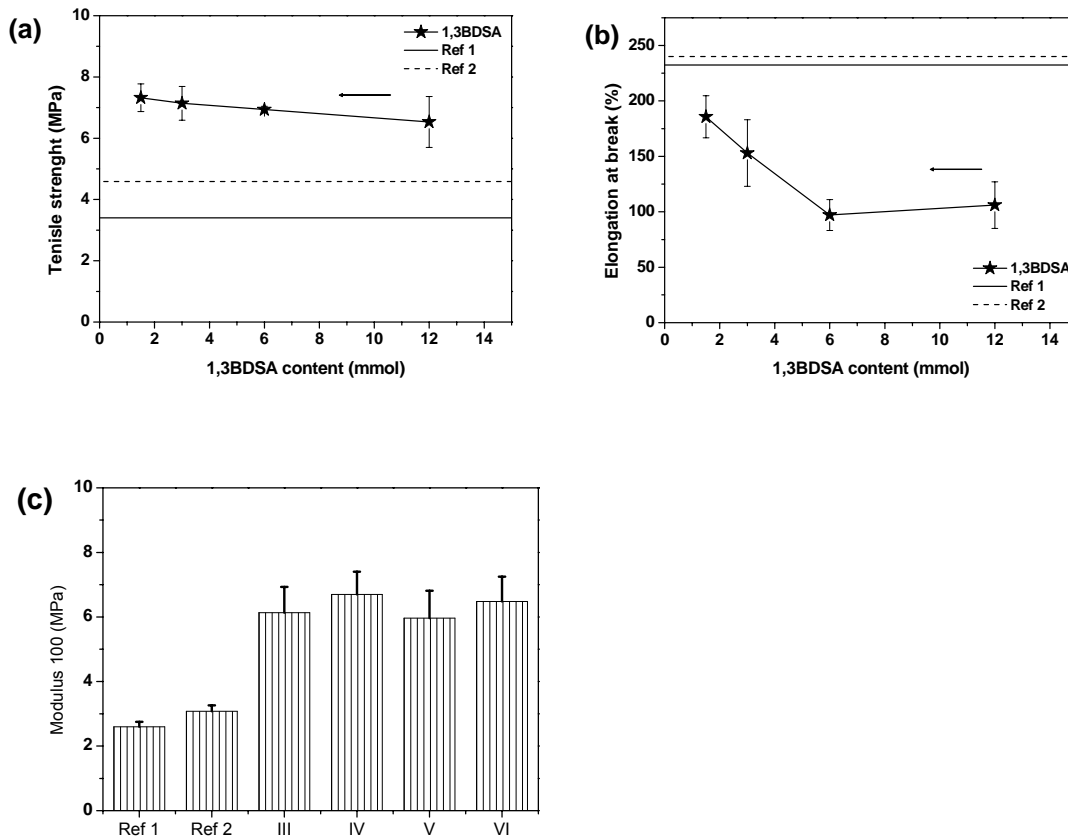 (a)
10
8
6
4
2
0
Tenisle strenght (MPa)
1,3BDSA
Ref 1
Ref 2
0 2 4 6 8 10 12 14
1,3BDSA content (mmol)
(b)
250
200
150
100
50
0
Elongation at break (%)
1,3BDSA
Ref 1
Ref 2
0 2 4 6 8 10 12 14
1,3BDSA content (mmol)
(c)
10
8
6
4
2
0
Modulus 100 (MPa)
Ref 1 Ref 2 III IV V VI